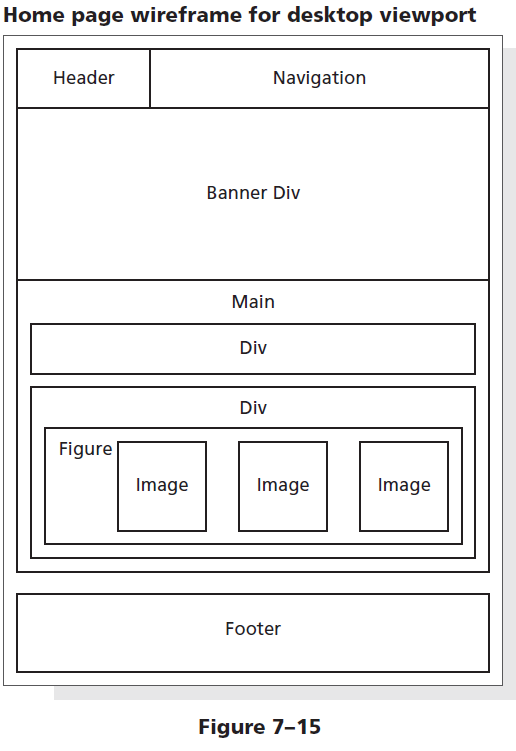 Home page wireframe for desktop viewport
Header
Navigation
Banner Div
Main
Div
Div
Figure
Image
Image
Image
Footer
Figure 7–15